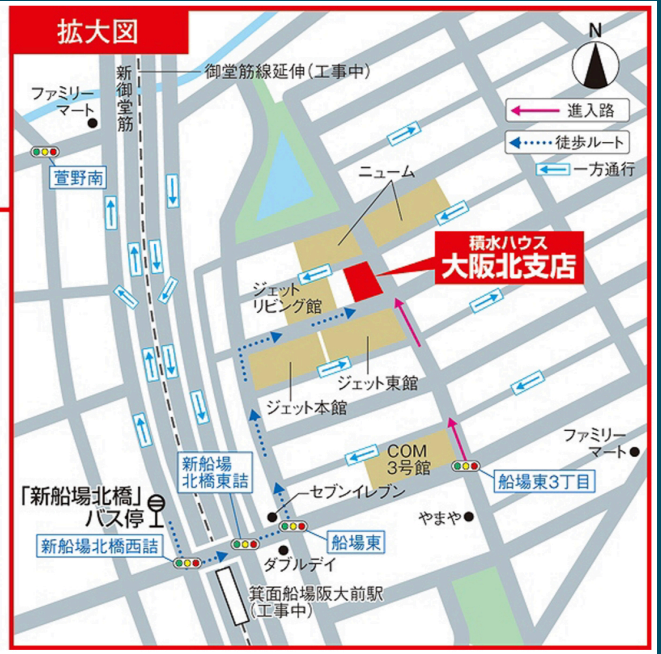 拡大図
N
御堂筋線延伸(工事中)
新御堂筋
ファミリー
マート
萱野南
進入路
徒歩ルート
一方通行
ニューム
積水ハウス
大阪北支店
ジェット
リビング館
ジェット東館
ジェット本館
COM
3号館
ファミリー
マート
新船場
北橋東詰
セブンイレブン
船場東3丁目
「新船場北橋」
バス停
やまや
船場東
新船場北橋西詰
ダブルデイ
箕面船場阪大前駅
(工事中)